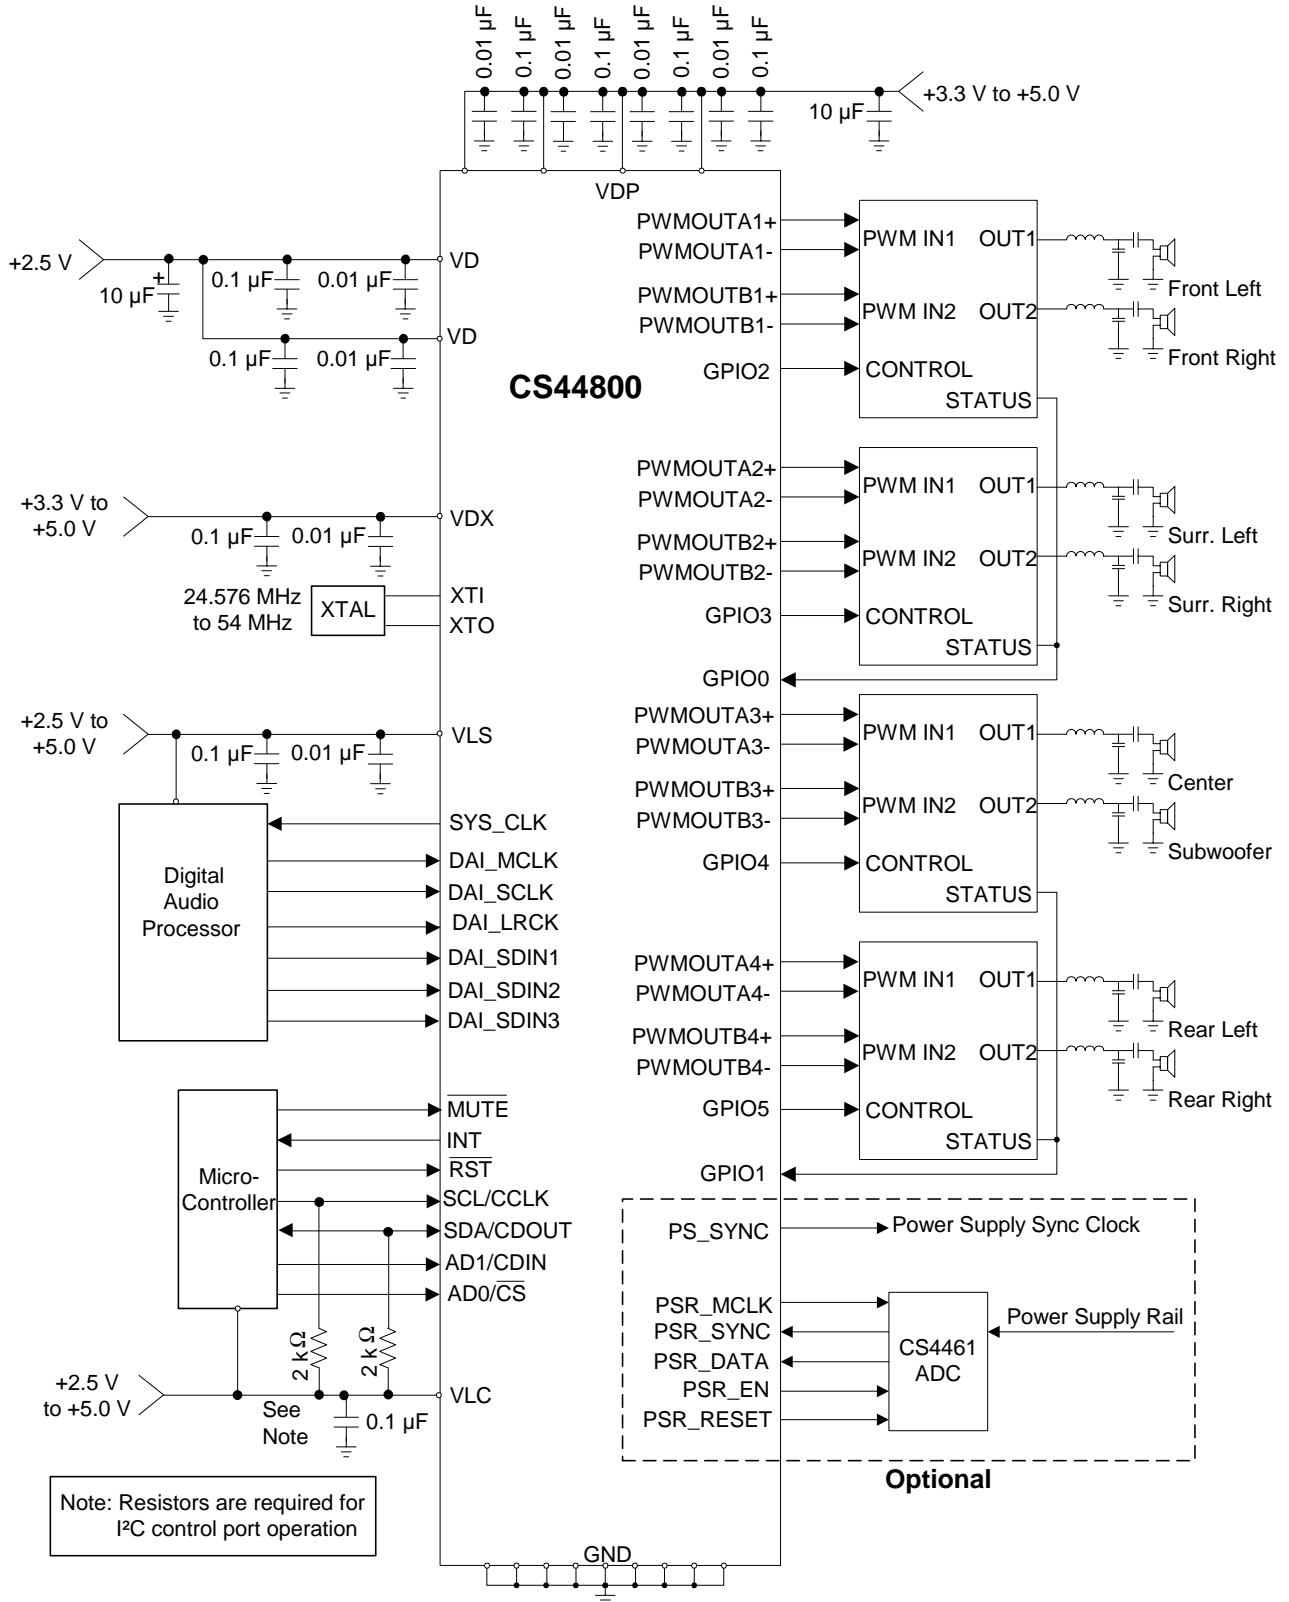 0.01 µF
0.1 µF
0.01 µF
0.1 µF
0.01 µF
0.1 µF
0.01 µF
0.1 µF
10 µF
+3.3 V to +5.0 V
VDP
CS44800
+2.5 V
10 µF
+
0.1 µF
0.01 µF
VD
0.1 µF
0.01 µF
VD
+3.3 V to
+5.0 V
0.1 µF
0.01 µF
VDX
24.576 MHz
to 54 MHz
XTAL
XTI
XTO
+2.5 V to
+5.0 V
0.1 µF
0.01 µF
VLS
Digital
Audio
Processor
SYS_CLK
DAI_MCLK
DAI_SCLK
DAI_LRCK
DAI_SDIN1
DAI_SDIN2
DAI_SDIN3
Micro-
Controller
MUTE
INT
RST
SCL/CCLK
SDA/CDOUT
AD1/CDIN
AD0/CS
2 kΩ
2 kΩ
+2.5 V
to +5.0 V
See
Note
0.1 µF
VLC
Note: Resistors are required for
I²C control port operation
GND
PWMOUTA1+
PWMOUTA1-
PWMOUTB1+
PWMOUTB1-
GPIO2
PWM IN1
OUT1
PWM IN2
OUT2
CONTROL
STATUS
Front Left
Front Right
PWMOUTA2+
PWMOUTA2-
PWMOUTB2+
PWMOUTB2-
GPIO3
GPIO0
PWM IN1
OUT1
PWM IN2
OUT2
CONTROL
STATUS
Surr. Left
Surr. Right
PWMOUTA3+
PWMOUTA3-
PWMOUTB3+
PWMOUTB3-
GPIO4
PWM IN1
OUT1
PWM IN2
OUT2
CONTROL
STATUS
Center
Subwoofer
PWMOUTA4+
PWMOUTA4-
PWMOUTB4+
PWMOUTB4-
GPIO5
GPIO1
PWM IN1
OUT1
PWM IN2
OUT2
CONTROL
STATUS
Rear Left
Rear Right
PS_SYNC
Power Supply Sync Clock
PSR_MCLK
PSR_SYNC
PSR_DATA
PSR_EN
PSR_RESET
CS4461
ADC
Power Supply Rail
Optional